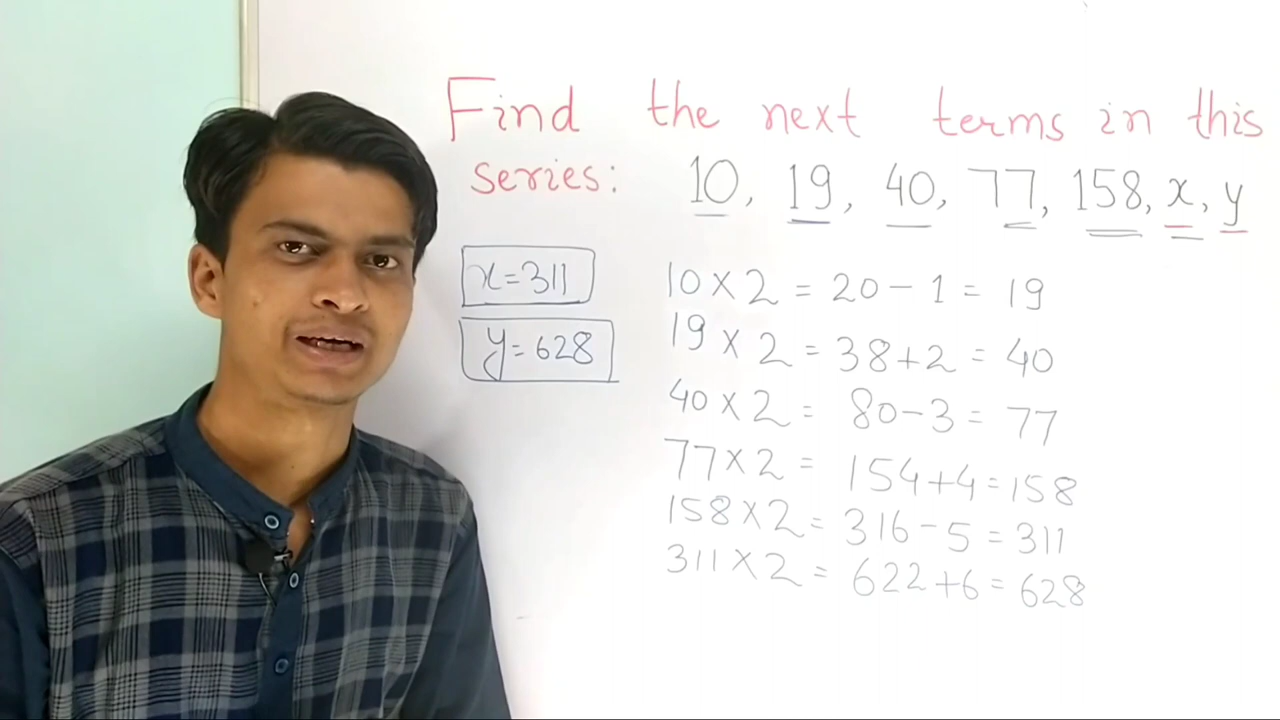 Find the next terms in this
series: 10, 19, 40, 77, 158, x, y
x=311
y=628
10×2 = 20-1 = 19
19×2 = 38+2 = 40
40×2 = 80-3 = 77
77×2 = 154+4=158
158×2 = 316-5 = 311
311×2 = 622+6 = 628